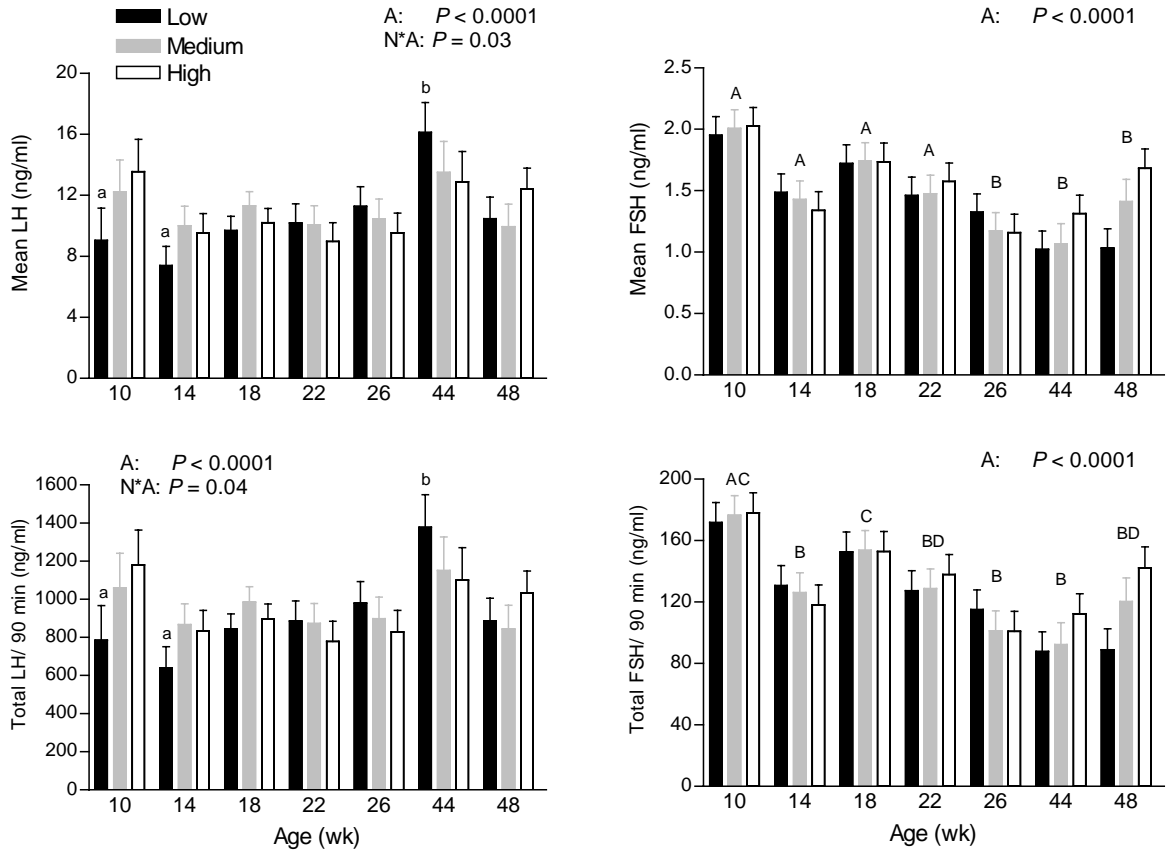 Low
Medium
High
A: P < 0.0001
N*A: P = 0.03
Mean LH (ng/ml)
20
16
12
8
4
0
a
a
b
10 14 18 22 26 44 48
A: P < 0.0001
Mean FSH (ng/ml)
2.5
2.0
1.5
1.0
0.5
0.0
A A A A B B B
10 14 18 22 26 44 48
A: P < 0.0001
N*A: P = 0.04
Total LH/ 90 min (ng/ml)
1600
1400
1200
1000
800
600
400
200
0
a
a
b
10 14 18 22 26 44 48
Age (wk)
A: P < 0.0001
Total FSH/ 90 min (ng/ml)
200
160
120
80
40
0
AC B C BD B B BD
10 14 18 22 26 44 48
Age (wk)